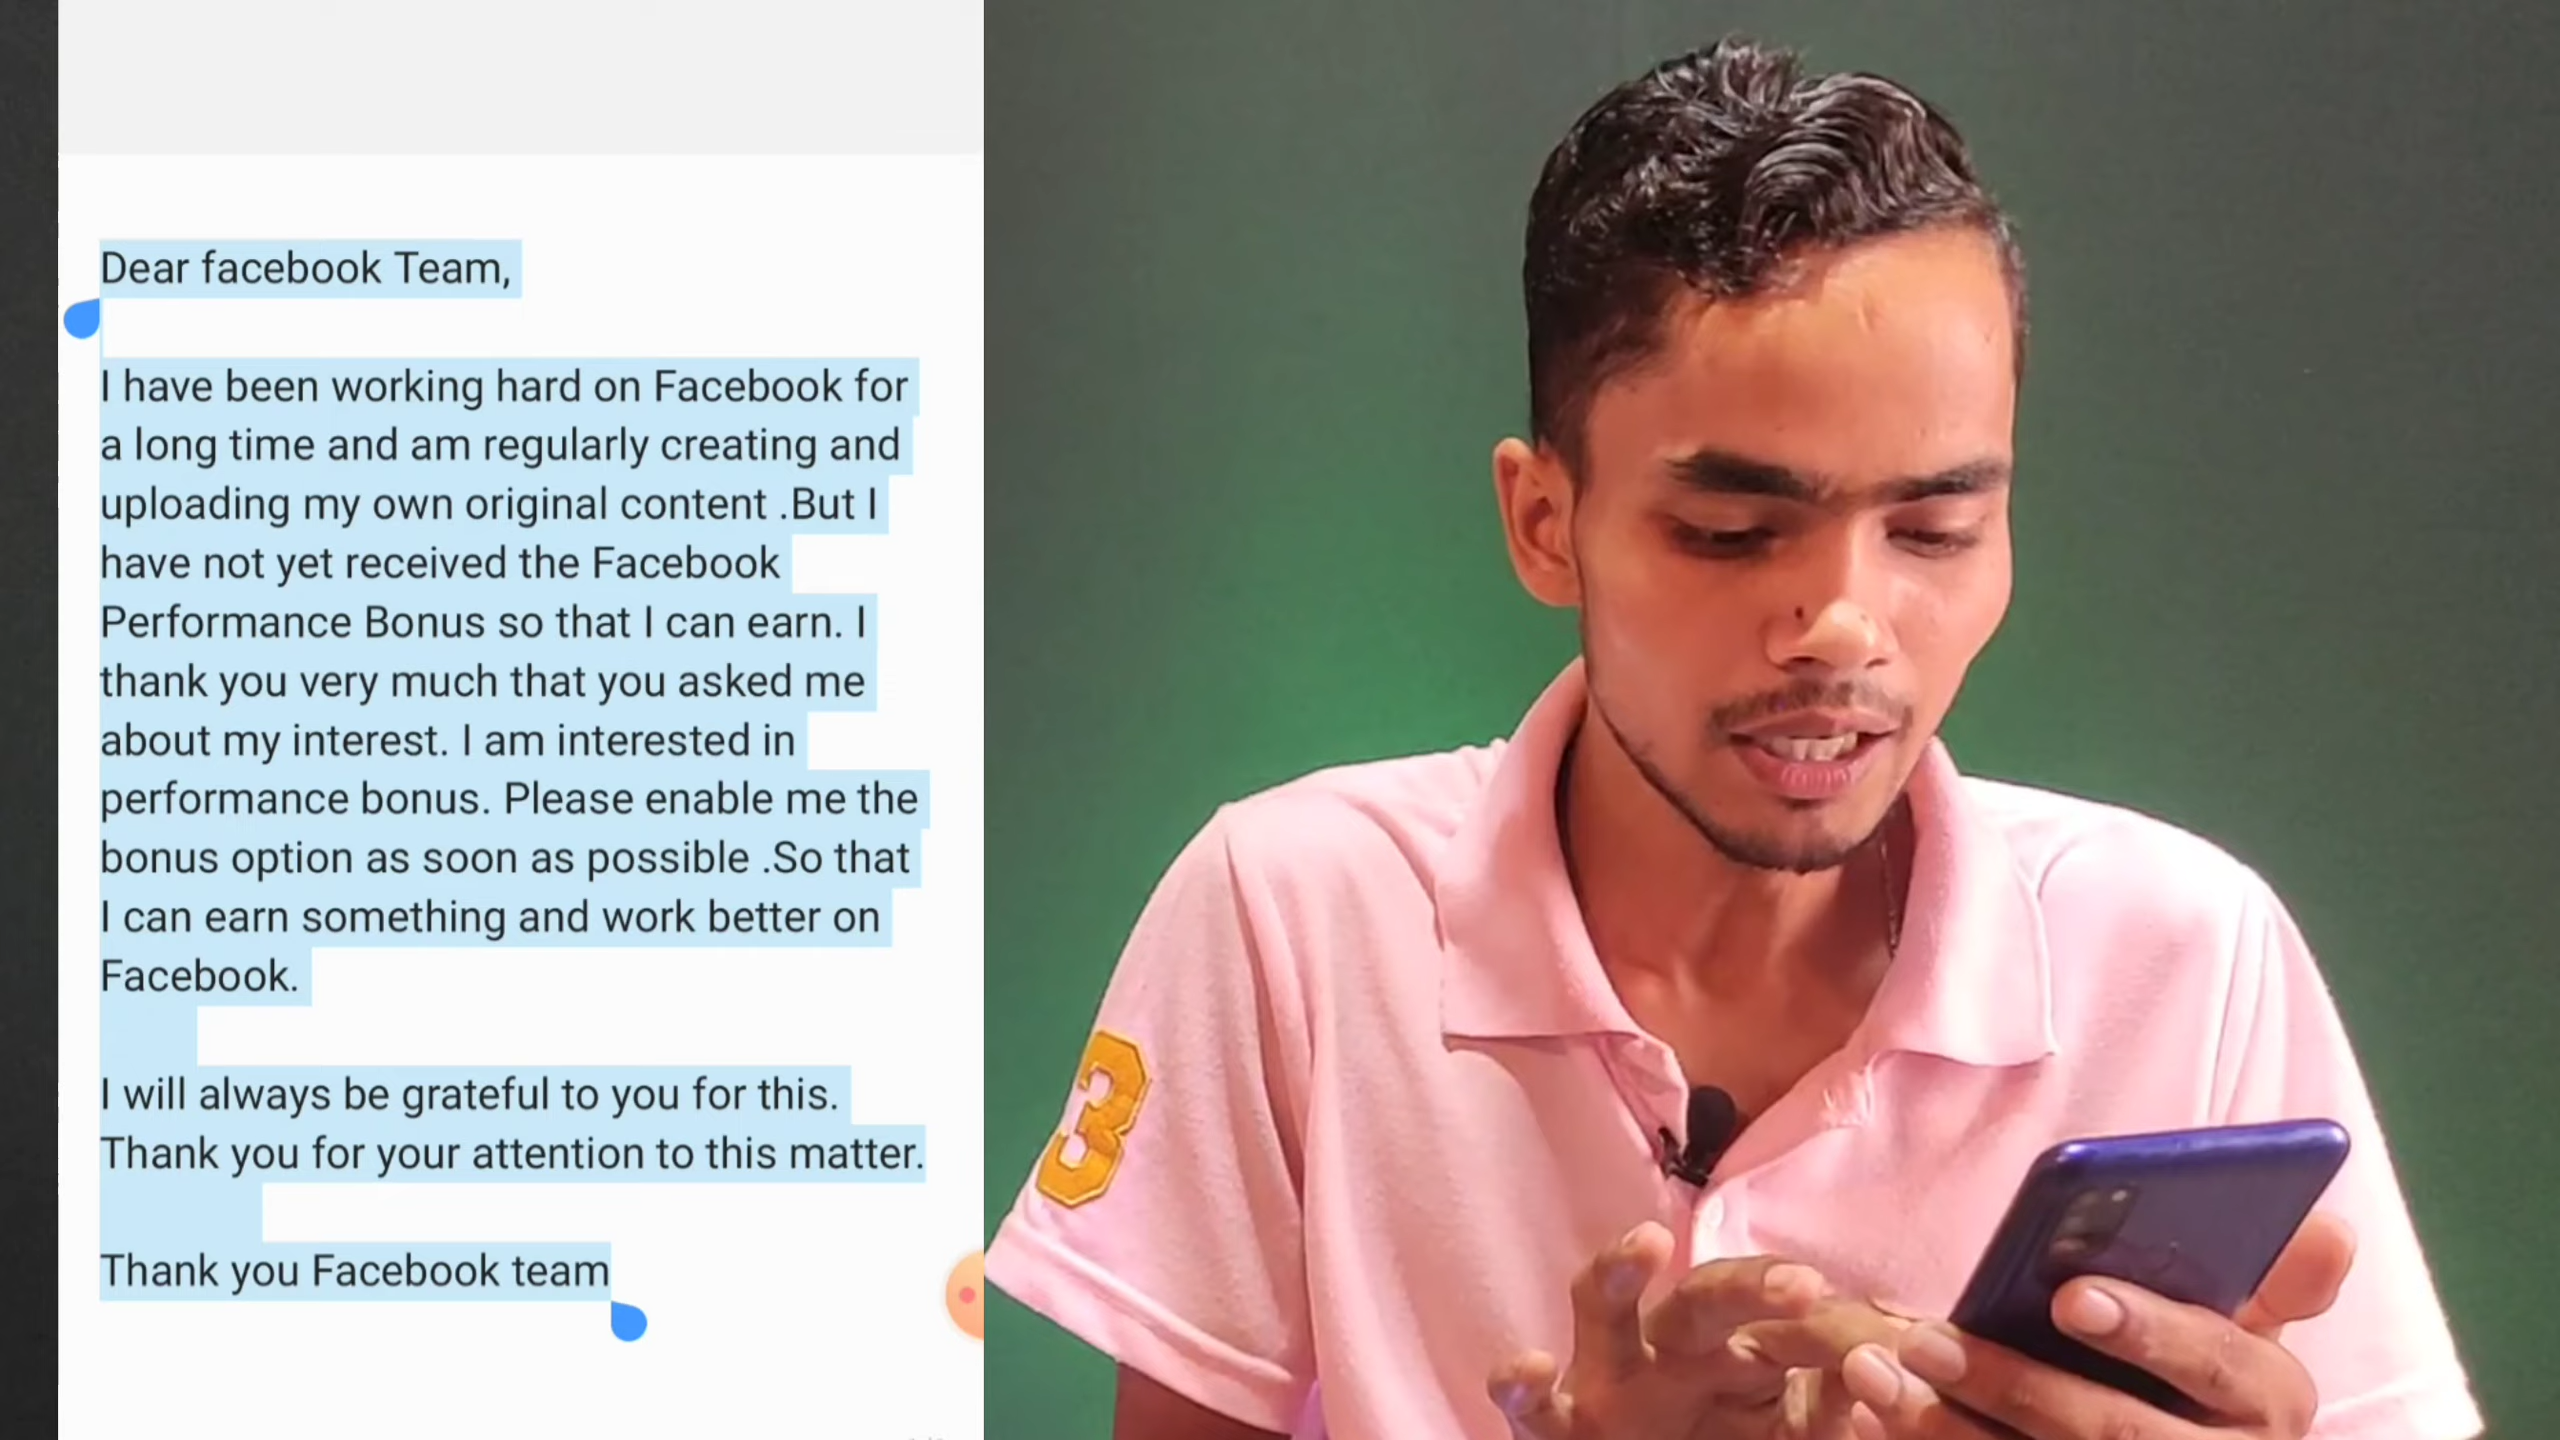 Dear facebook Team,
I have been working hard on Facebook for
a long time and am regularly creating and
uploading my own original content .But I
have not yet received the Facebook
Performance Bonus so that I can earn. I
thank you very much that you asked me
about my interest. I am interested in
performance bonus. Please enable me the
bonus option as soon as possible .So that
I can earn something and work better on
Facebook.
I will always be grateful to you for this.
Thank you for your attention to this matter.
Thank you Facebook team
3